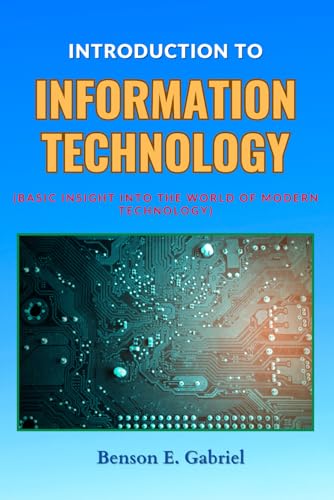 INTRODUCTION TO
INFORMATION
TECHNOLOGY
(BASIC INSIGHT INTO THE WORLD OF MODERN
TECHNOLOGY)
Benson E. Gabriel